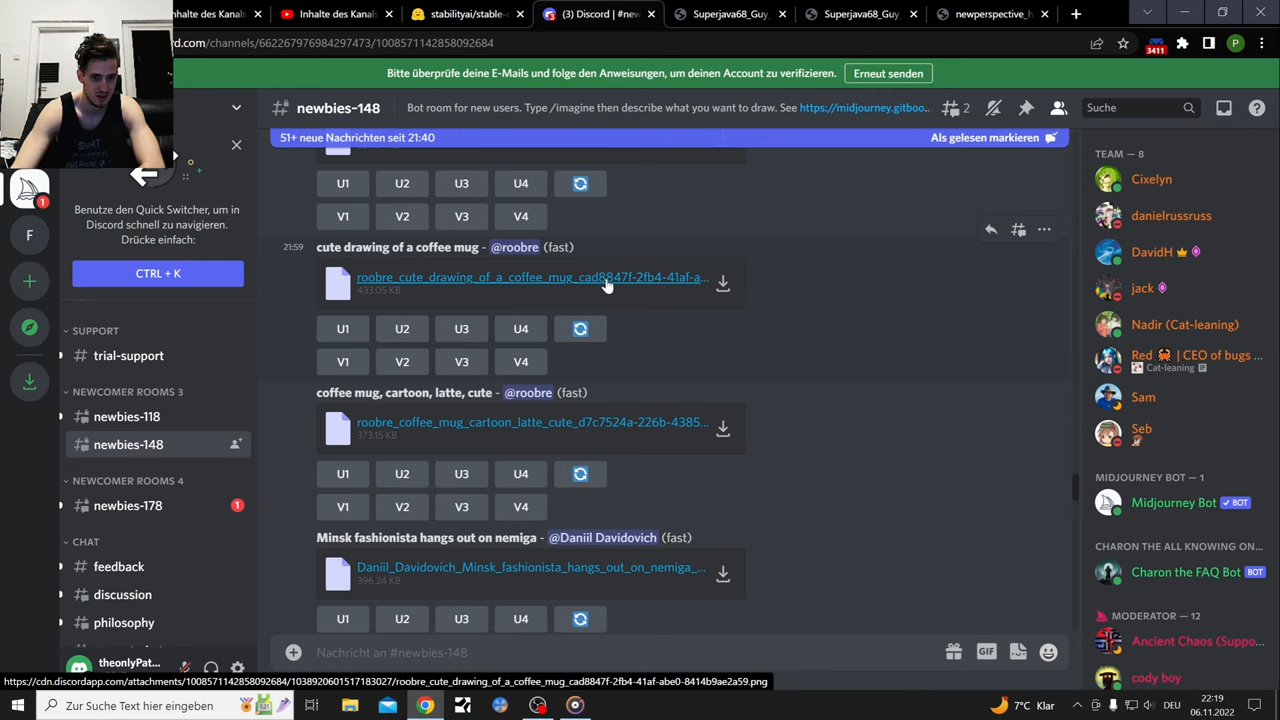 Inhalte des Kanals
Inhalte des Kanals
stabilityai/stable-
(3) Discord | #nev
Superjava68_Guy_
Superjava68_Guy_
newperspective_h
rd.com/channels/662267976984297473/1008571142858092684
3411
P
Bitte überprüfe deine E-Mails und folge den Anweisungen, um deinen Account zu verifizieren.
Erneut senden
newbies-148
Bot room for new users. Type /imagine then describe what you want to draw. See https://midjourney.gitboo...
2
Suche
51+ neue Nachrichten seit 21:40
Als gelesen markieren
Benutze den Quick Switcher, um in
Discord schnell zu navigieren.
Drücke einfach:
CTRL + K
1
F
SUPPORT
trial-support
NEWCOMER ROOMS 3
newbies-118
newbies-148
NEWCOMER ROOMS 4
newbies-178
1
CHAT
feedback
discussion
philosophy
theonlyPat...
U1 U2 U3 U4
V1 V2 V3 V4
21:59
cute drawing of a coffee mug - @roobre (fast)
roobre_cute_drawing_of_a_coffee_mug_cad8847f-2fb4-41af-a...
433.05 KB
U1 U2 U3 U4
V1 V2 V3 V4
coffee mug, cartoon, latte, cute - @roobre (fast)
roobre_coffee_mug_cartoon_latte_cute_d7c7524a-226b-4385...
373.15 KB
U1 U2 U3 U4
V1 V2 V3 V4
Minsk fashionista hangs out on nemiga - @Daniil Davidovich (fast)
Daniil_Davidovich_Minsk_fashionista_hangs_out_on_nemiga_...
396.24 KB
U1 U2 U3 U4
Nachricht an #newbies-148
GIF
TEAM — 8
Cixelyn
danielrussruss
DavidH
jack
Nadir (Cat-leaning)
Red | CEO of bugs ...
Cat-leaning
Sam
Seb
MIDJOURNEY BOT — 1
Midjourney Bot BOT
CHARON THE ALL KNOWING ON...
Charon the FAQ Bot BOT
MODERATOR — 12
Ancient Chaos (Suppo...
cody boy
https://cdn.discordapp.com/attachments/1008571142858092684/1038920601517183027/roobre_cute_drawing_of_a_coffee_mug_cad8847f-2fb4-41af-abe0-8414b9ae2a59.png
Zur Suche Text hier eingeben
7°C Klar
DEU
22:19
06.11.2022